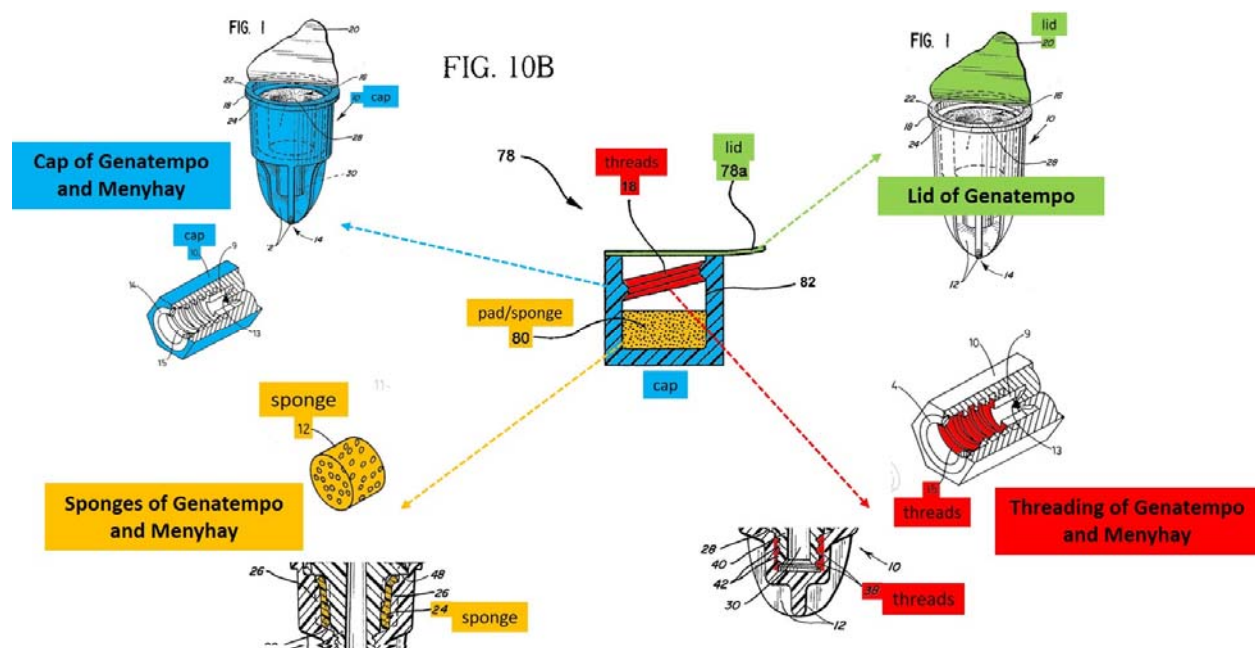 FIG. 1
20
22
16
18
10 cap
24
28
30
2
14
Cap of Genatempo
and Menyhay
cap
10
9
14
13
15
FIG. 10B
78
threads
18
lid
78a
82
pad/sponge
80
cap
FIG. 1
lid
20
22
16
18
10
24
28
Lid of Genatempo
12
14
sponge
12
Sponges of Genatempo
and Menyhay
26
48
26
24 sponge
10
9
4
13
15
threads
Threading of Genatempo
and Menyhay
28
40
42
30
10
38 threads
12